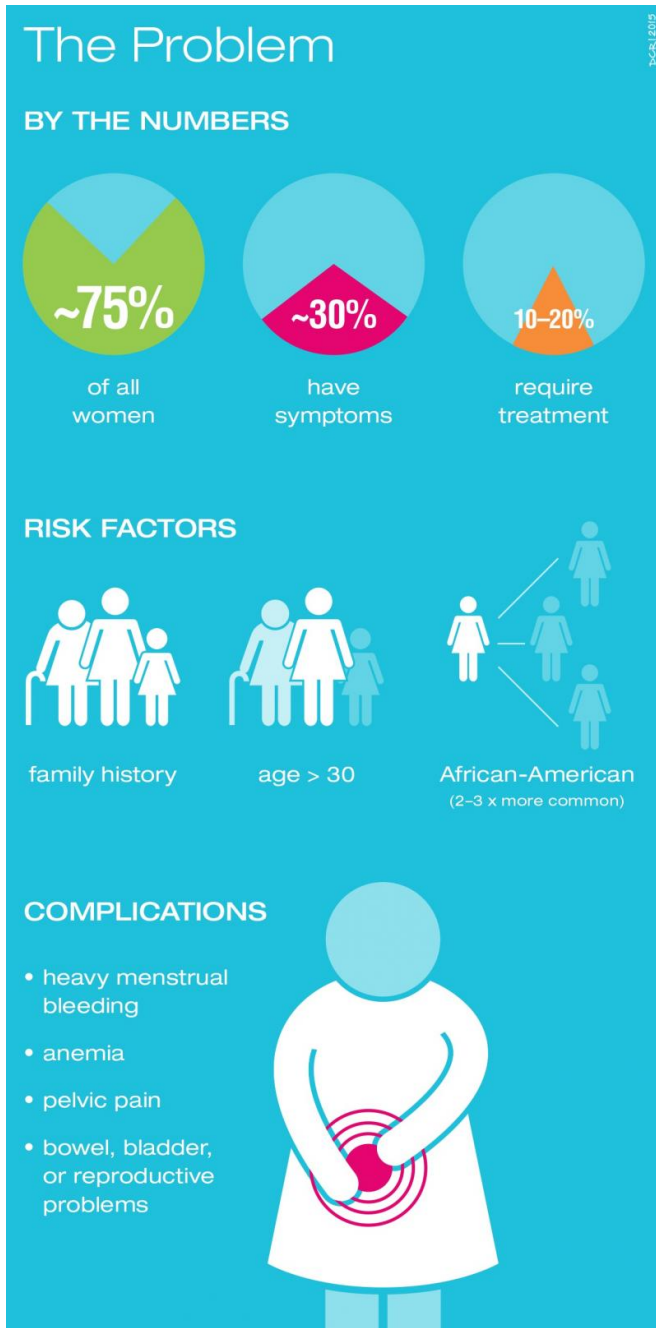 The Problem
DCRI 2015
BY THE NUMBERS
~75%
of all
women
~30%
have
symptoms
10–20%
require
treatment
RISK FACTORS
family history
age > 30
African-American
(2–3 x more common)
COMPLICATIONS
• heavy menstrual
bleeding
• anemia
• pelvic pain
• bowel, bladder,
or reproductive
problems